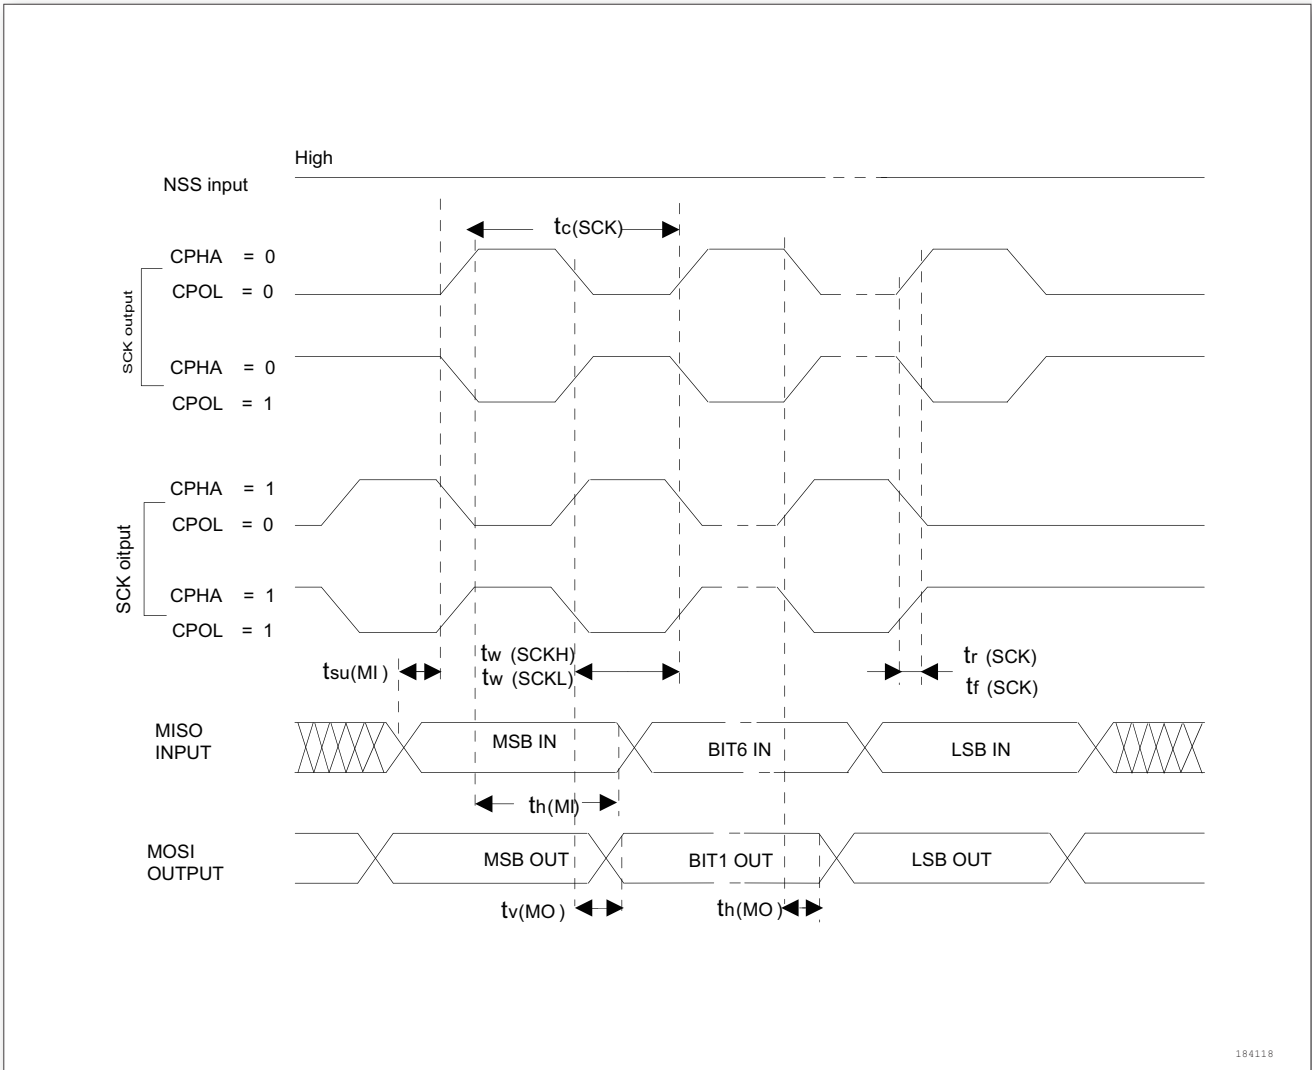 High
NSS input
tc(SCK)
CPHA = 0
CPOL = 0
SCK output
CPHA = 0
CPOL = 1
CPHA = 1
CPOL = 0
SCK oitput
CPHA = 1
CPOL = 1
tsu(MI )
tw (SCKH)
tw (SCKL)
tr (SCK)
tf (SCK)
MISO
INPUT
MSB IN
BIT6 IN
LSB IN
th(MI)
MOSI
OUTPUT
MSB OUT
BIT1 OUT
LSB OUT
tv(MO )
th(MO )
184118